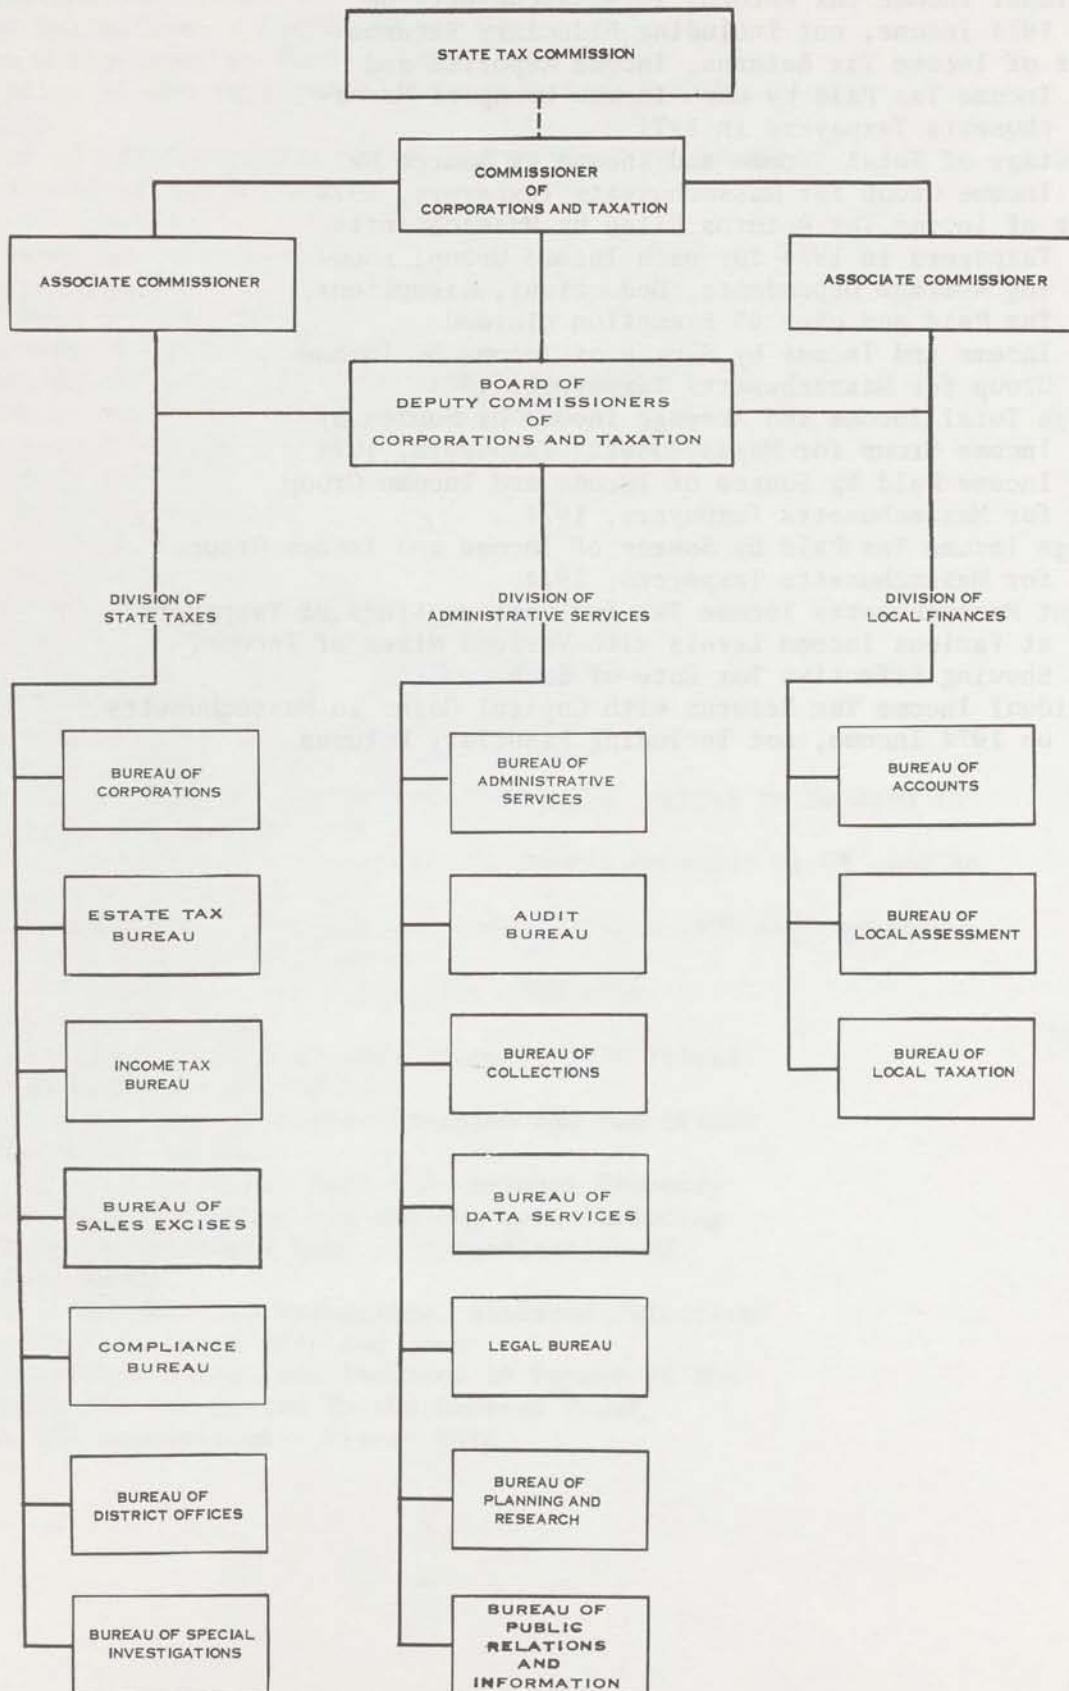 STATE TAX COMMISSION
COMMISSIONER
OF
CORPORATIONS AND TAXATION
ASSOCIATE COMMISSIONER
ASSOCIATE COMMISSIONER
BOARD OF
DEPUTY COMMISSIONERS
OF
CORPORATIONS AND TAXATION
DIVISION OF
STATE TAXES
DIVISION OF
ADMINISTRATIVE SERVICES
DIVISION OF
LOCAL FINANCES
BUREAU OF
CORPORATIONS
ESTATE TAX
BUREAU
INCOME TAX
BUREAU
BUREAU OF
SALES EXCISES
COMPLIANCE
BUREAU
BUREAU OF
DISTRICT OFFICES
BUREAU OF SPECIAL
INVESTIGATIONS
BUREAU OF
ADMINISTRATIVE
SERVICES
AUDIT
BUREAU
BUREAU OF
COLLECTIONS
BUREAU OF
DATA SERVICES
LEGAL BUREAU
BUREAU OF
PLANNING AND
RESEARCH
BUREAU OF
PUBLIC
RELATIONS
AND
INFORMATION
BUREAU OF
ACCOUNTS
BUREAU OF
LOCAL ASSESSMENT
BUREAU OF
LOCAL TAXATION